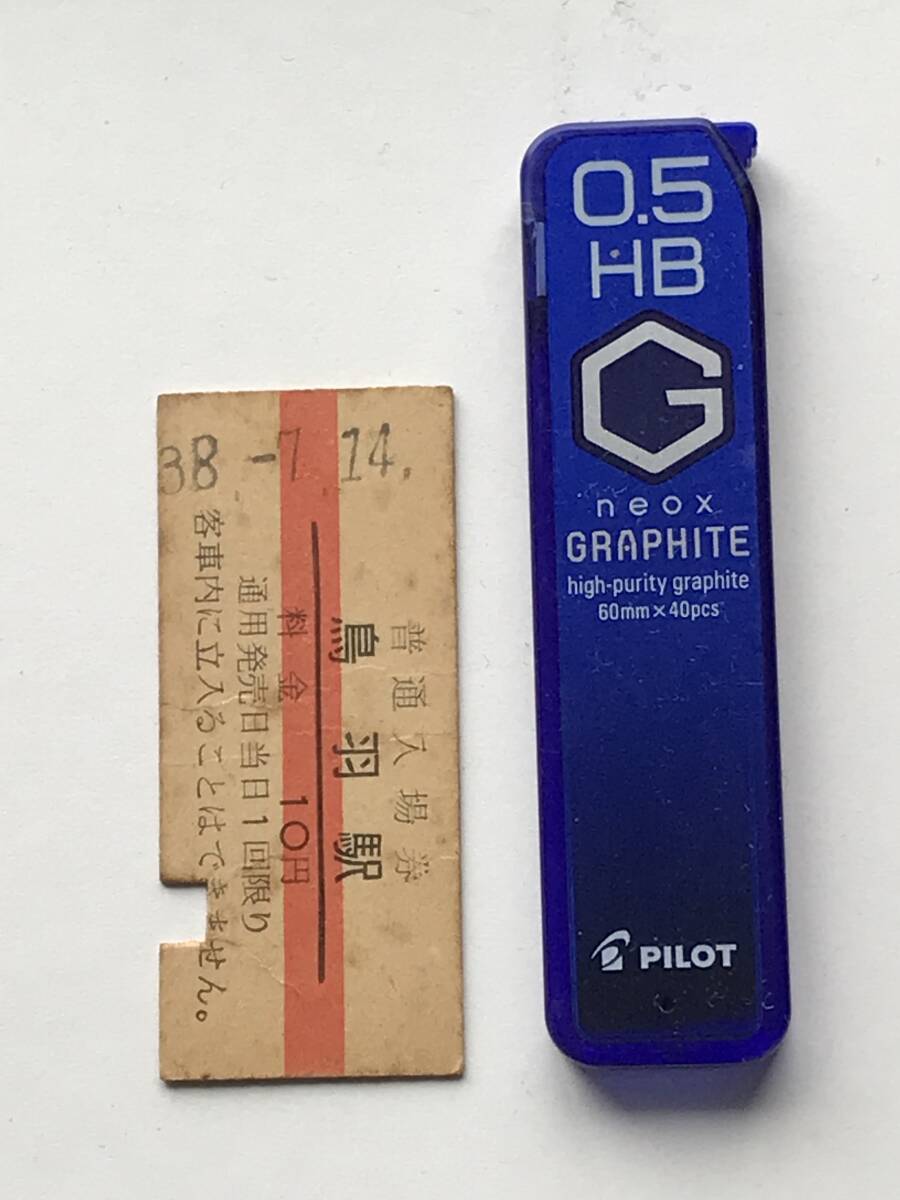 38 -7 14.
普通入場券
鳥羽駅
料金 10円
通用発売日当日1回限り
客車内に立入ることはできません。
0.5
HB
G
neox
GRAPHITE
high-purity graphite
60mm×40pcs
PILOT